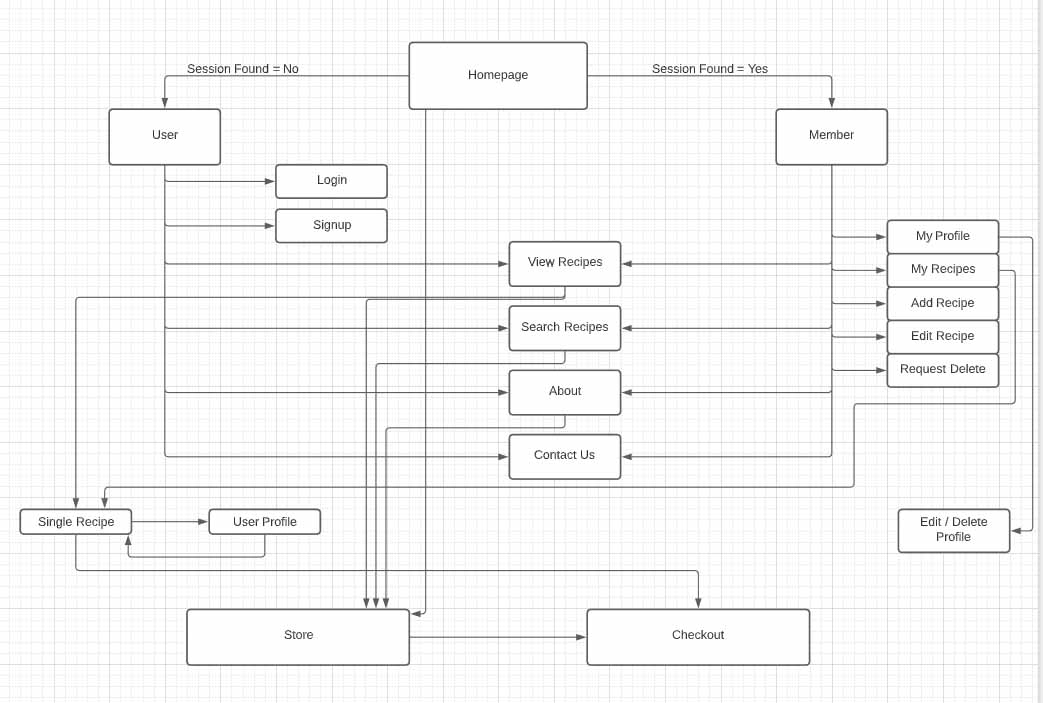 Homepage
Session Found = No
Session Found = Yes
User
Member
Login
Signup
My Profile
View Recipes
My Recipes
Add Recipe
Search Recipes
Edit Recipe
Request Delete
About
Contact Us
Single Recipe
User Profile
Edit / Delete
Profile
Store
Checkout